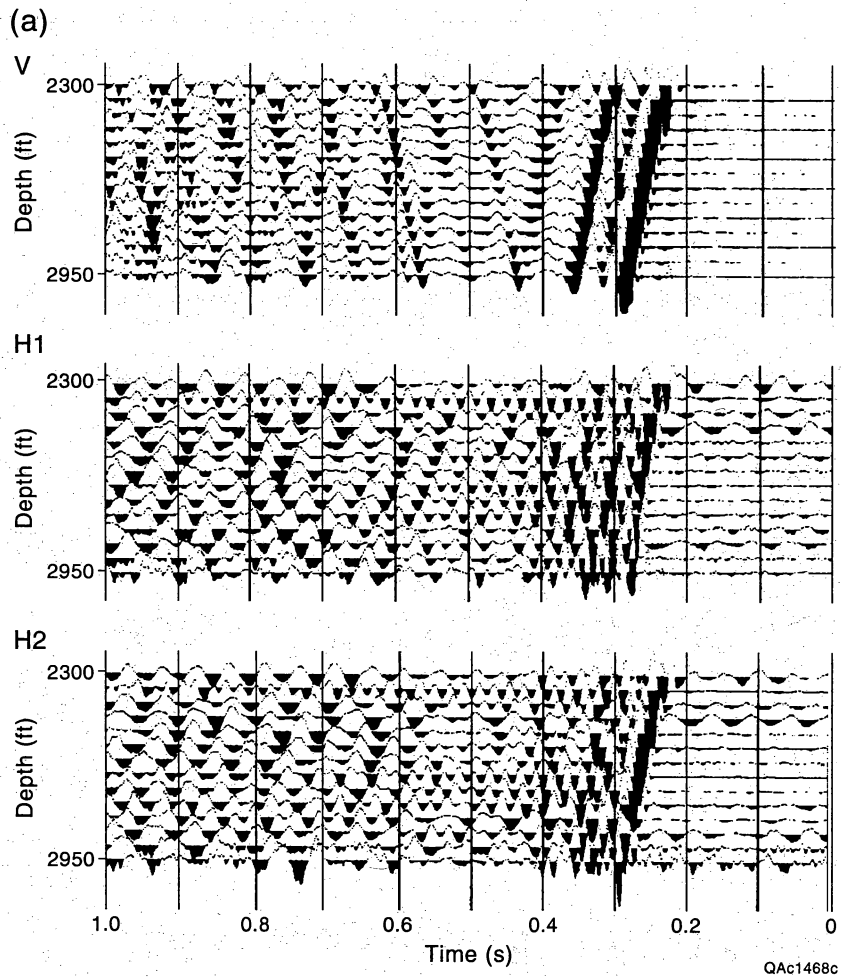 (a)
V
2300
Depth (ft)
2950
H1
2300
Depth (ft)
2950
H2
2300
Depth (ft)
2950
1.0 0.8 0.6 0.4 0.2 0
Time (s)
QAc1468c